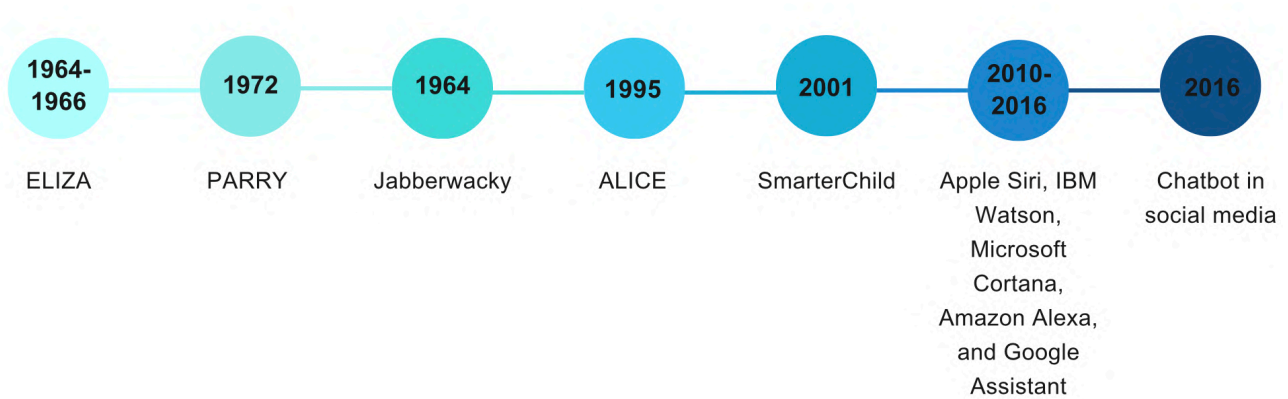 1964-
1966
1972
1964
1995
2001
2010-
2016
2016
ELIZA
PARRY
Jabberwacky
ALICE
SmarterChild
Apple Siri, IBM
Watson,
Microsoft
Cortana,
Amazon Alexa,
and Google
Assistant
Chatbot in
social media